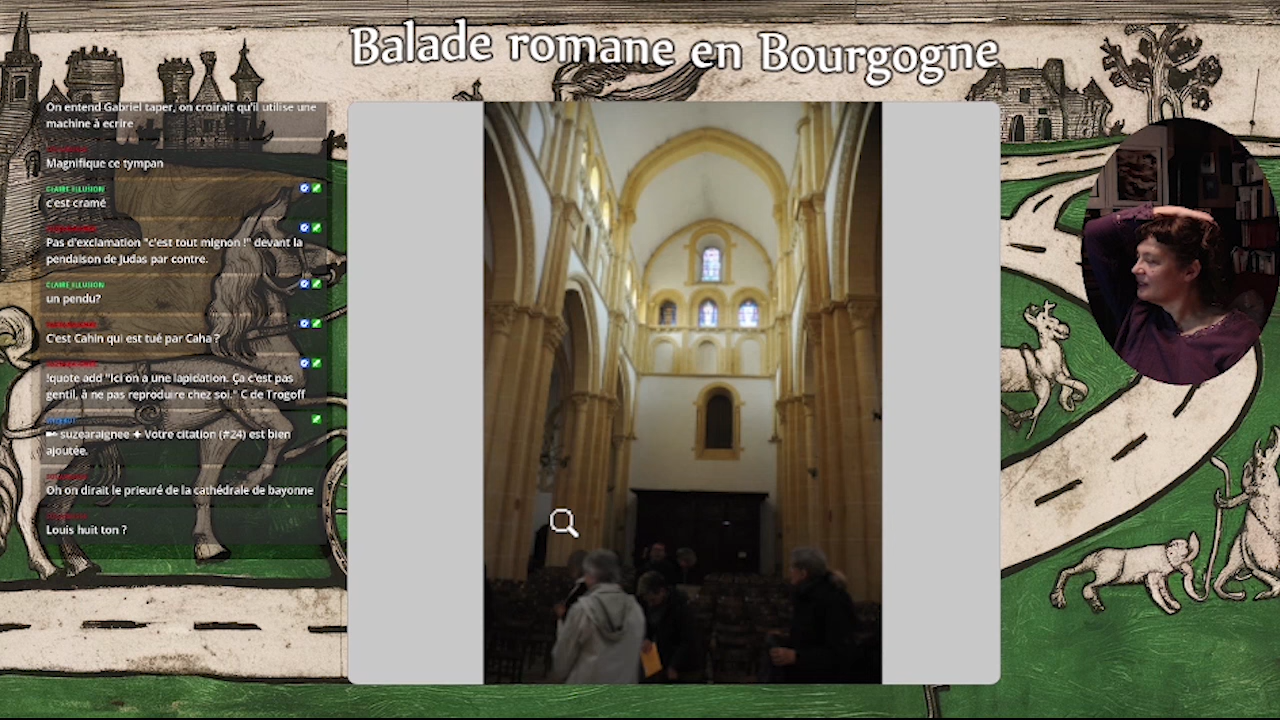 Balade romane en Bourgogne
On entend Gabriel taper, on croirait qu'il utilise une
machine à ecrire
Magnifique ce tympan
CLAIRE_ILLUSION
c'est cramé
Pas d'exclamation "c'est tout mignon !" devant la
pendaison de Judas par contre.
CLAIRE_ILLUSION
un pendu?
C'est Cahin qui est tué par Caha ?
!quote add "Ici on a une lapidation. Ça c'est pas
gentil, à ne pas reproduire chez soi." C de Trogoff
suzearaignee ✦ Votre citation (#24) est bien
ajoutée.
Oh on dirait le prieuré de la cathédrale de bayonne
Louis huit ton ?